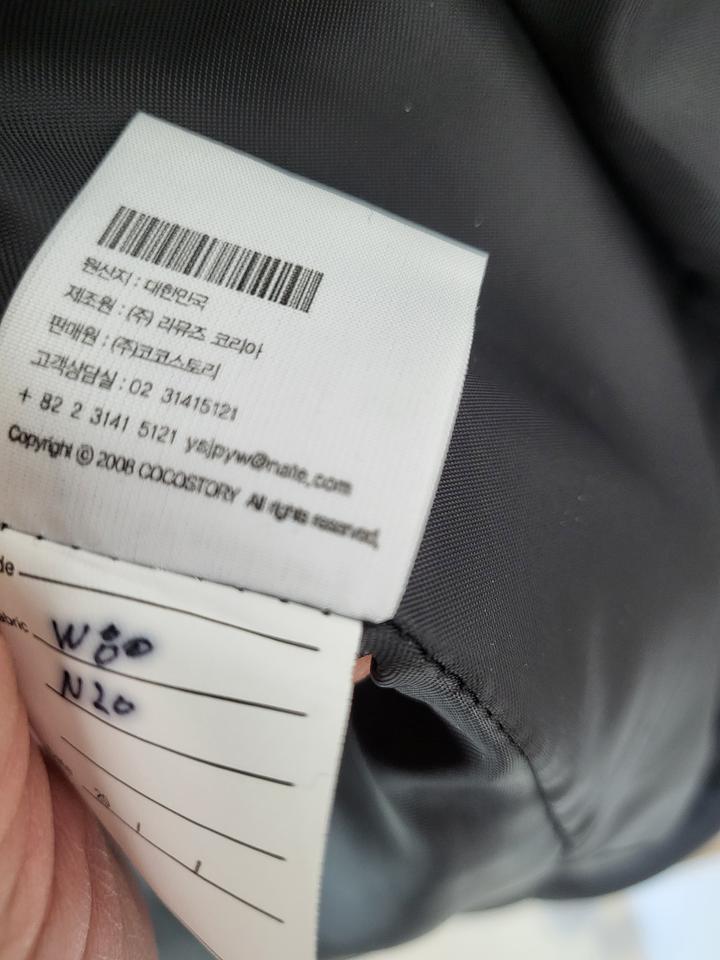 원산지 : 대한민국
제조원 : (주) 리뮤즈 코리아
판매원 : (주)코코스토리
고객상담실 : 02 31415121
+ 82 2 3141 5121 ysjpyw@nate.com
Copyright ⓒ 2008 COCOSTORY All rights reserved.
W80
N20